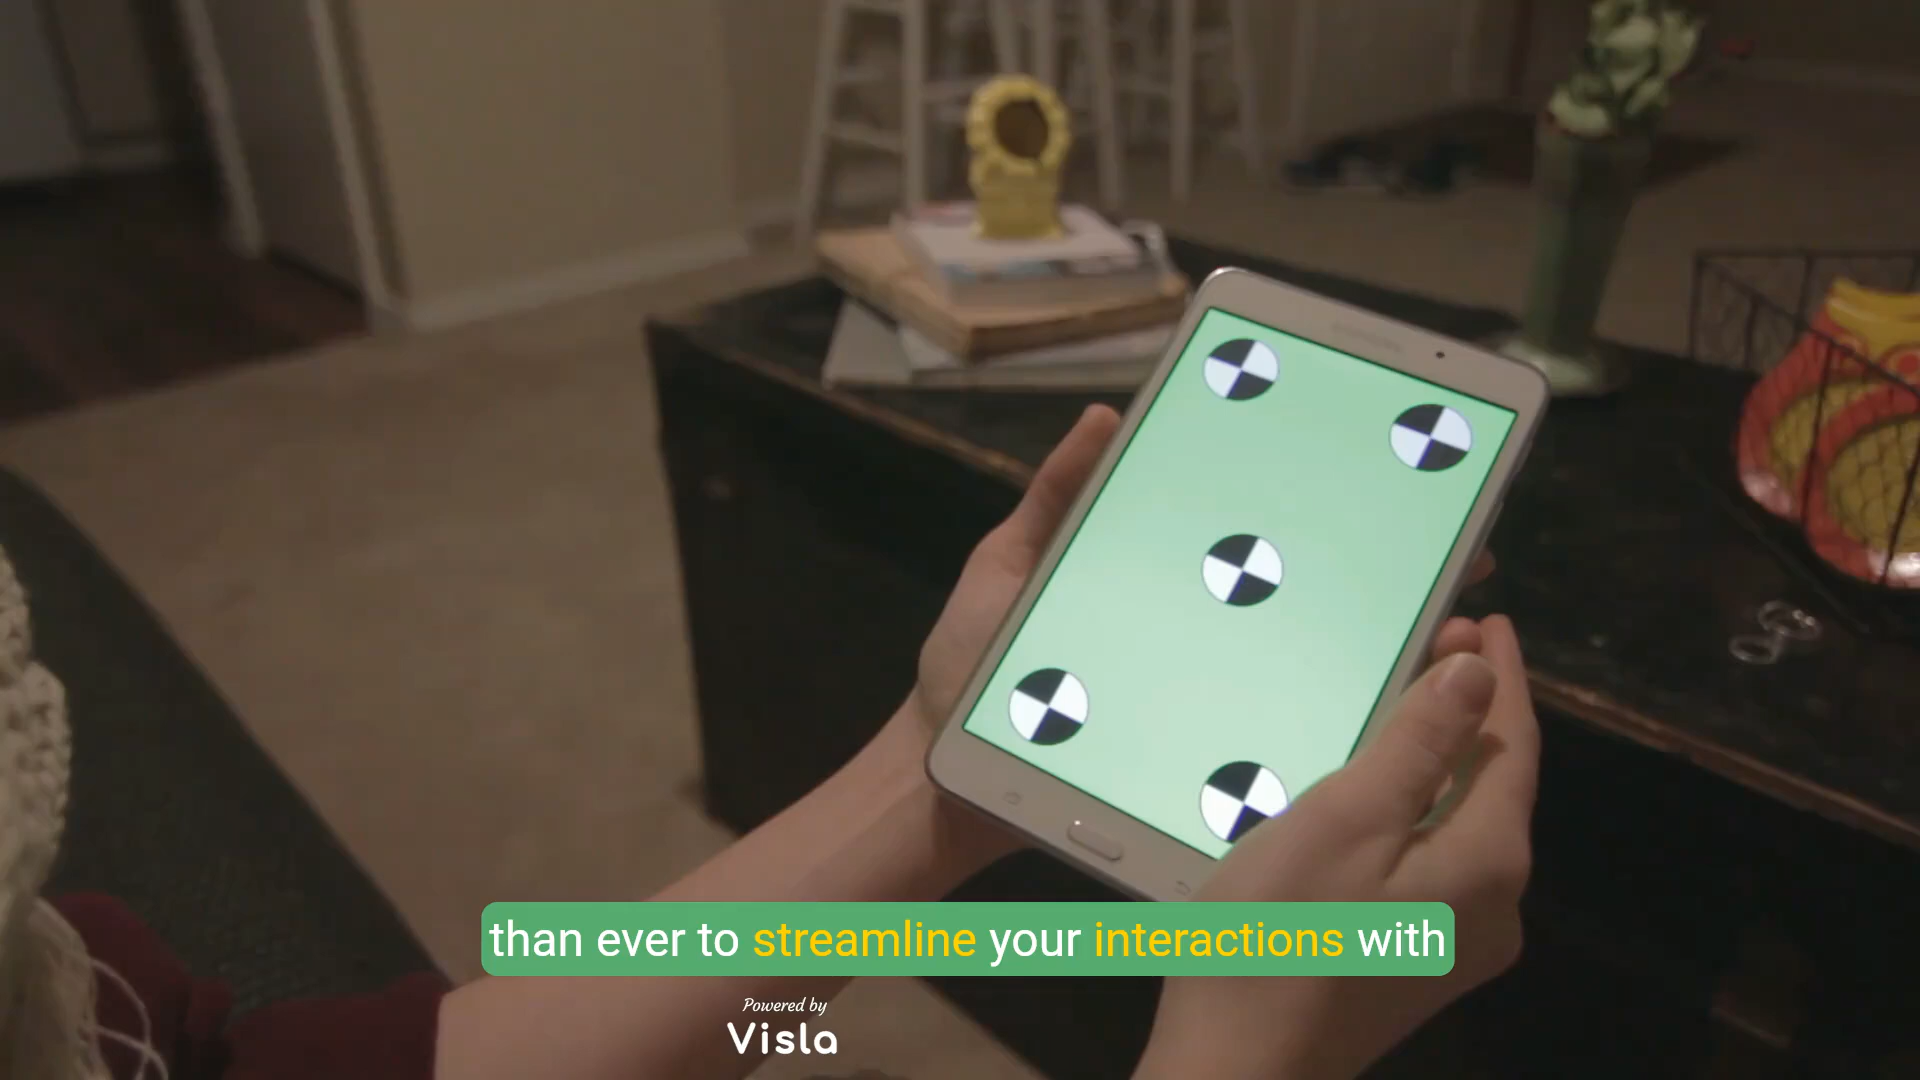 than ever to streamline your interactions with
Powered by
Visla